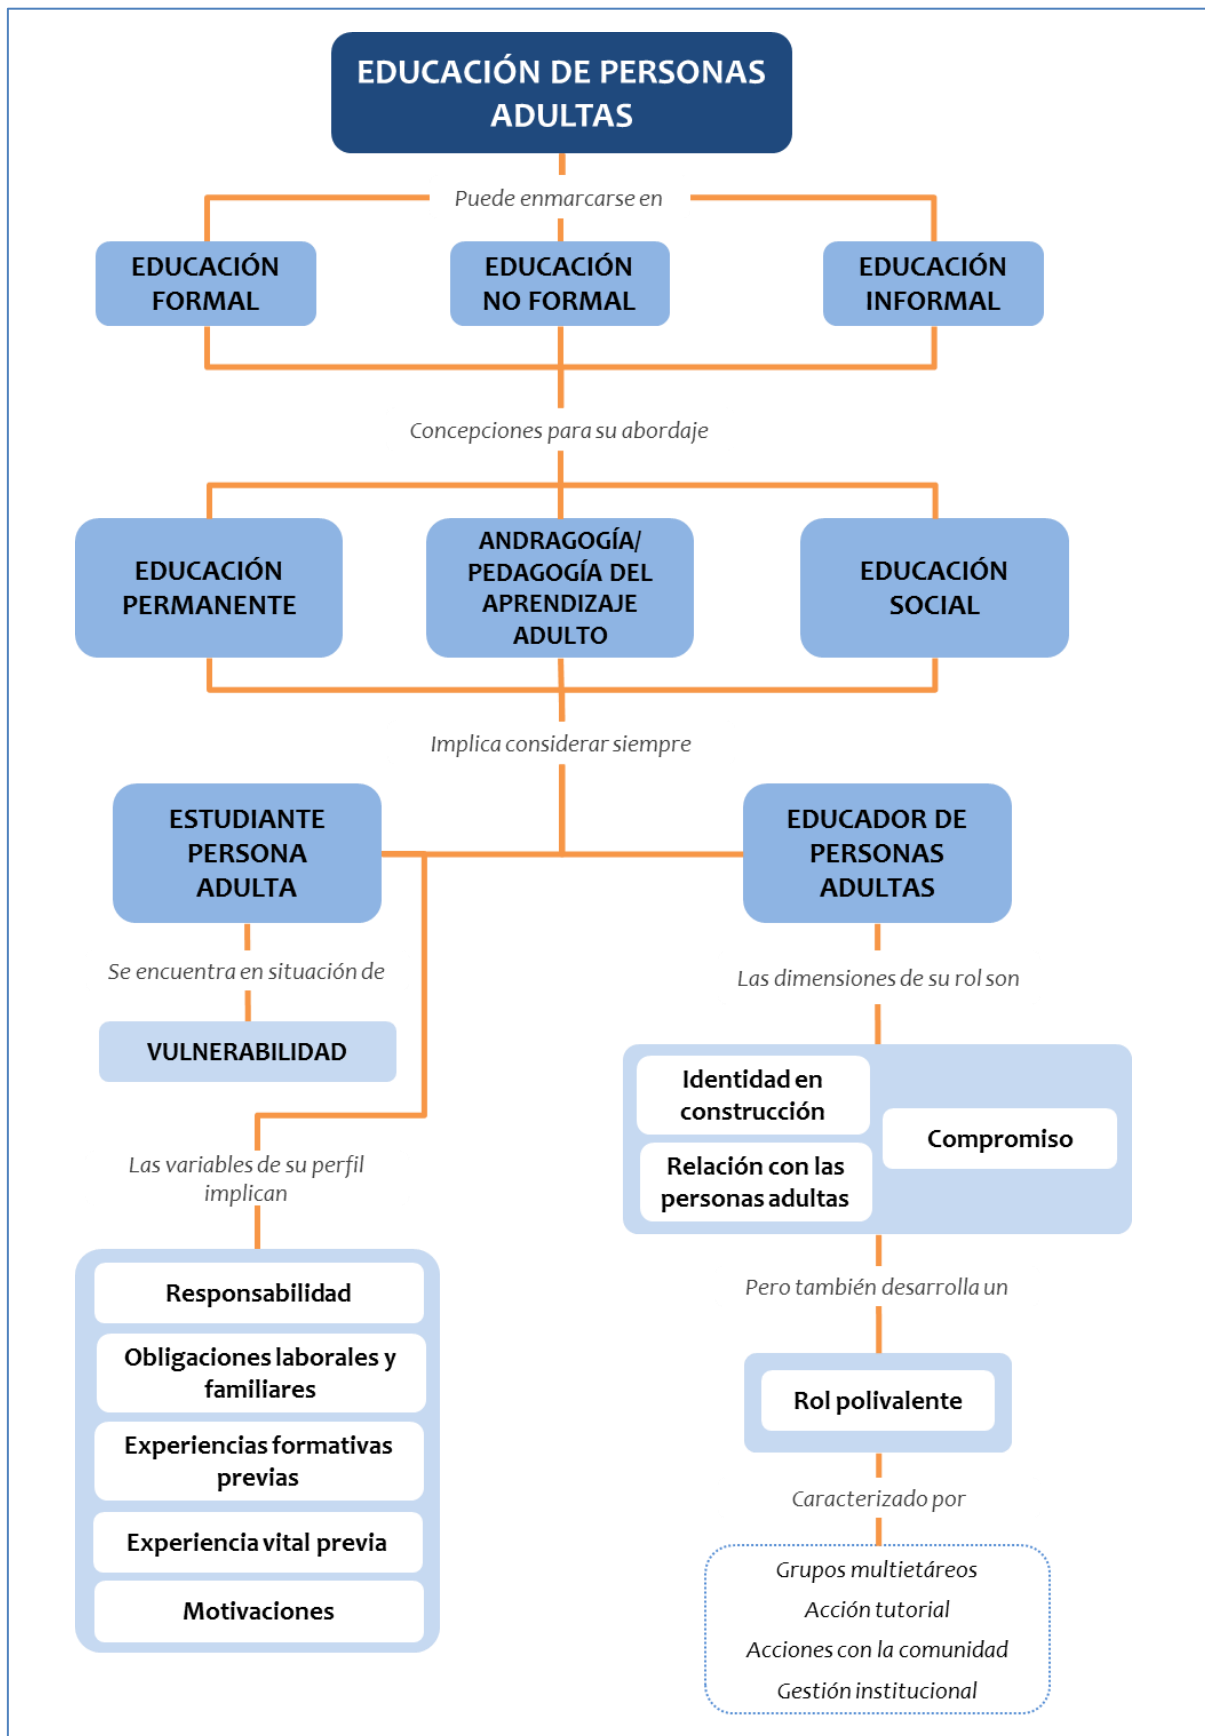 EDUCACIÓN DE PERSONAS
ADULTAS
Puede enmarcarse en
EDUCACIÓN
FORMAL
EDUCACIÓN
NO FORMAL
EDUCACIÓN
INFORMAL
Concepciones para su abordaje
EDUCACIÓN
PERMANENTE
ANDRAGOGÍA/
PEDAGOGÍA DEL
APRENDIZAJE
ADULTO
EDUCACIÓN
SOCIAL
Implica considerar siempre
ESTUDIANTE
PERSONA
ADULTA
Se encuentra en situación de
VULNERABILIDAD
Las variables de su perfil
implican
Responsabilidad
Obligaciones laborales y
familiares
Experiencias formativas
previas
Experiencia vital previa
Motivaciones
EDUCADOR DE
PERSONAS
ADULTAS
Las dimensiones de su rol son
Identidad en
construcción
Relación con las
personas adultas
Compromiso
Pero también desarrolla un
Rol polivalente
Caracterizado por
Grupos multietáreos
Acción tutorial
Acciones con la comunidad
Gestión institucional